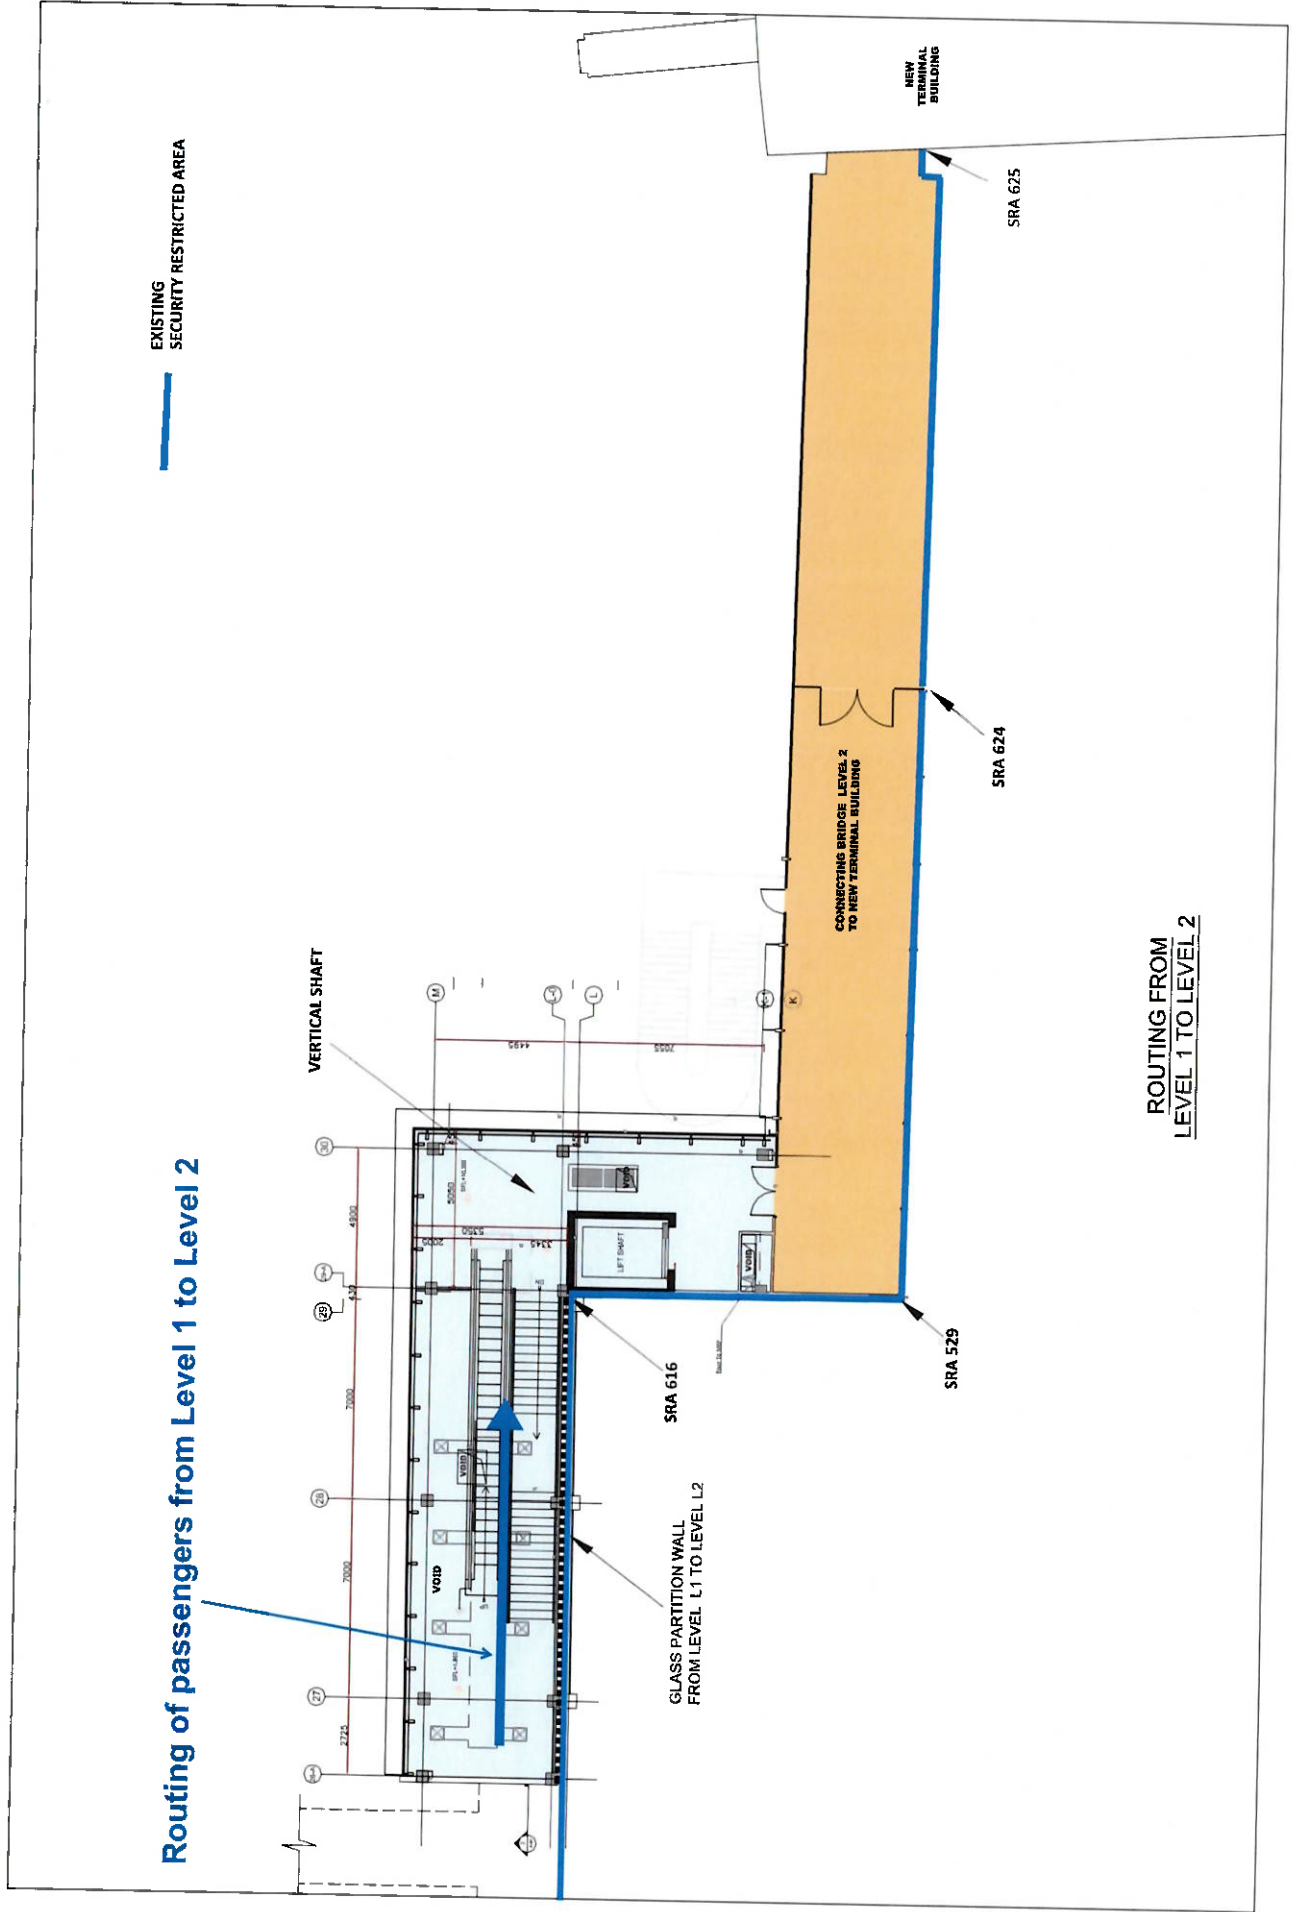 Routing of passengers from Level 1 to Level 2
EXISTING
SECURITY RESTRICTED AREA
NEW
TERMINAL
BUILDING
SRA 625
SRA 624
CONNECTING BRIDGE LEVEL 2
TO NEW TERMINAL BUILDING
VERTICAL SHAFT
M
L
K
4495
7055
30
29
28
27
4900
430
7000
7000
2725
5050
5350
2005
VOID
VOID
VOID
VOID
LIFT SHAFT
DN
SRA 616
SRA 529
GLASS PARTITION WALL
FROM LEVEL L1 TO LEVEL L2
ROUTING FROM
LEVEL 1 TO LEVEL 2